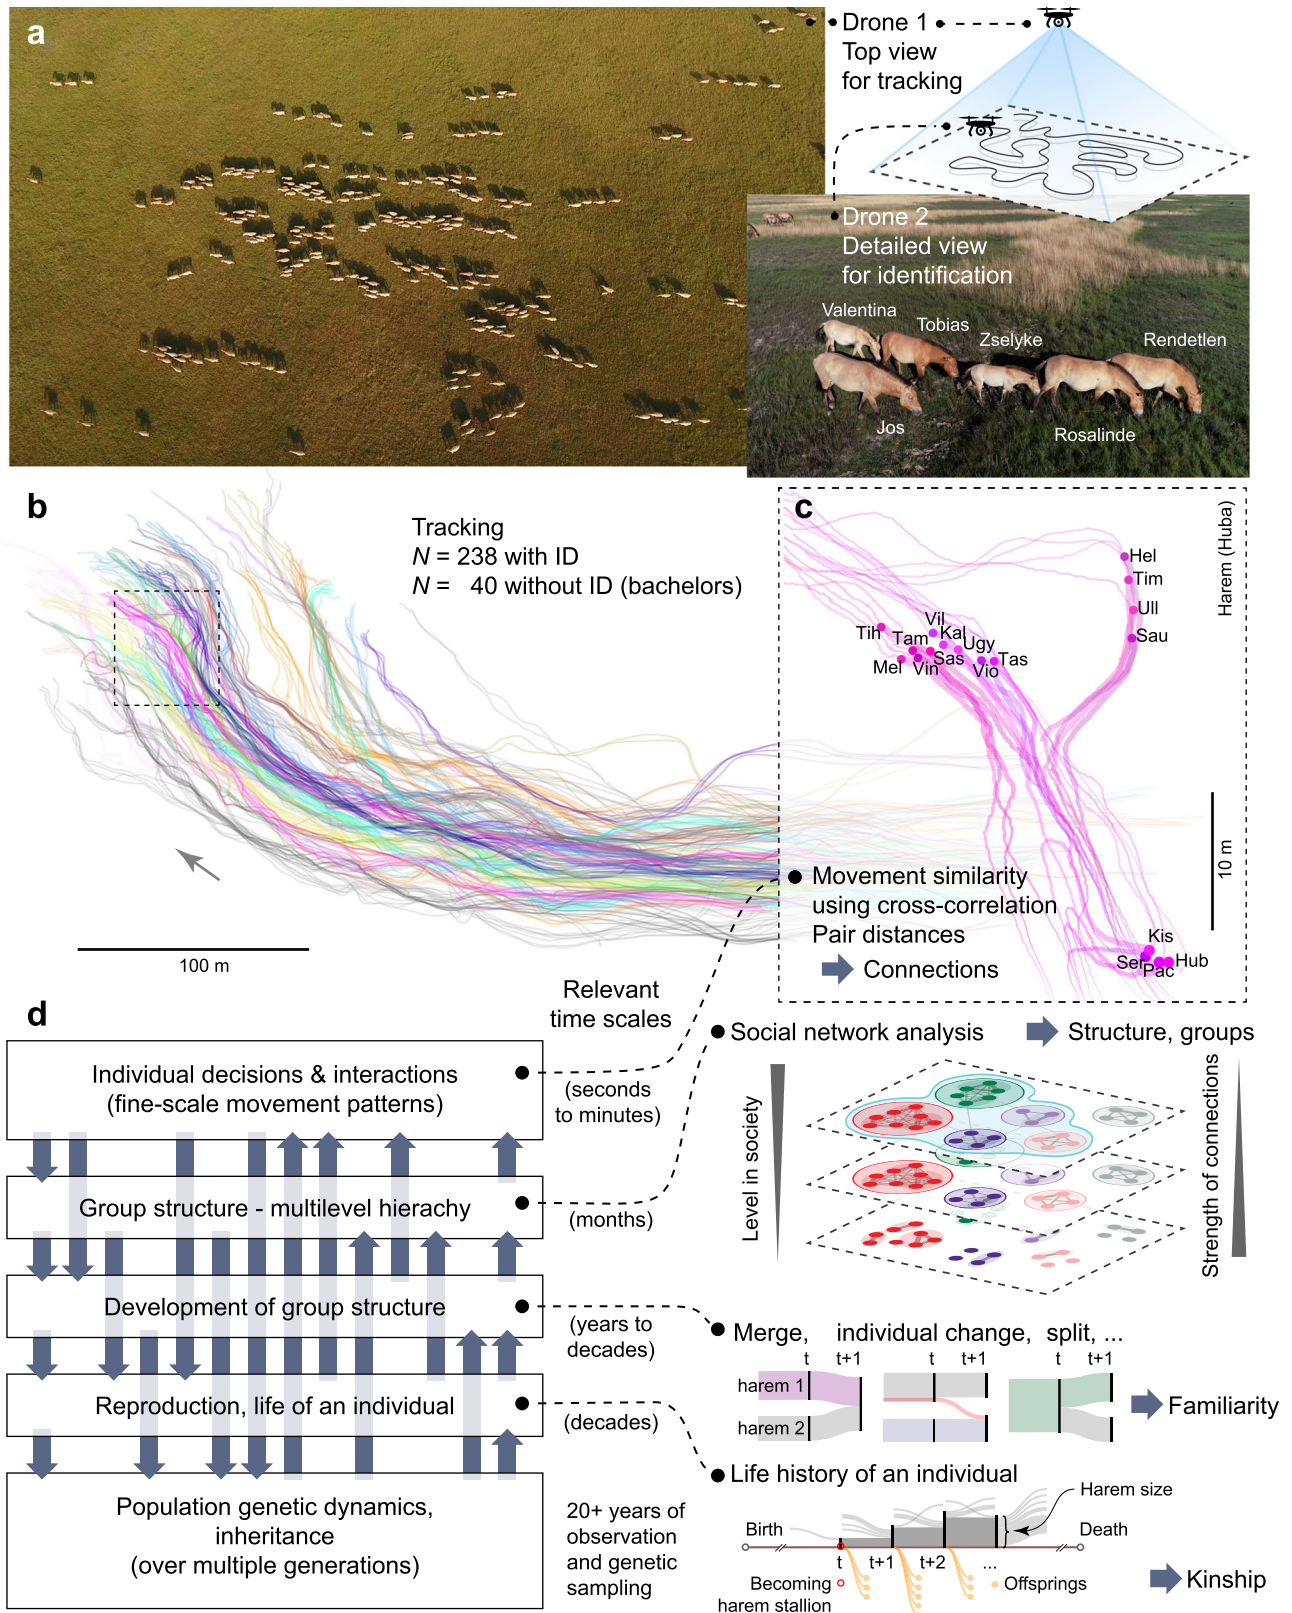 a
Drone 1
Top view
for tracking
Drone 2
Detailed view
for identification
Valentina
Tobias
Zselyke
Rendetlen
Jos
Rosalinde
b
Tracking
N = 238 with ID
N = 40 without ID (bachelors)
100 m
c
Harem (Huba)
Hel
Tim
Ull
Sau
Vil
Tih
Tam
Kal
Ugy
Mel
Vin
Sas
Vio
Tas
10 m
Movement similarity
using cross-correlation
Pair distances
Connections
Kis
Ser
Pac
Hub
d
Relevant
time scales
Individual decisions & interactions
(fine-scale movement patterns)
(seconds
to minutes)
Group structure - multilevel hierachy
(months)
Development of group structure
(years to
decades)
Reproduction, life of an individual
(decades)
Population genetic dynamics,
inheritance
(over multiple generations)
20+ years of
observation
and genetic
sampling
Social network analysis
Structure, groups
Level in society
Strength of connections
Merge, individual change, split, ...
t t+1 t t+1 t t+1
harem 1
harem 2
Familiarity
Life history of an individual
Harem size
Birth
Death
t t+1 t+2 ...
Becoming
harem stallion
Offsprings
Kinship